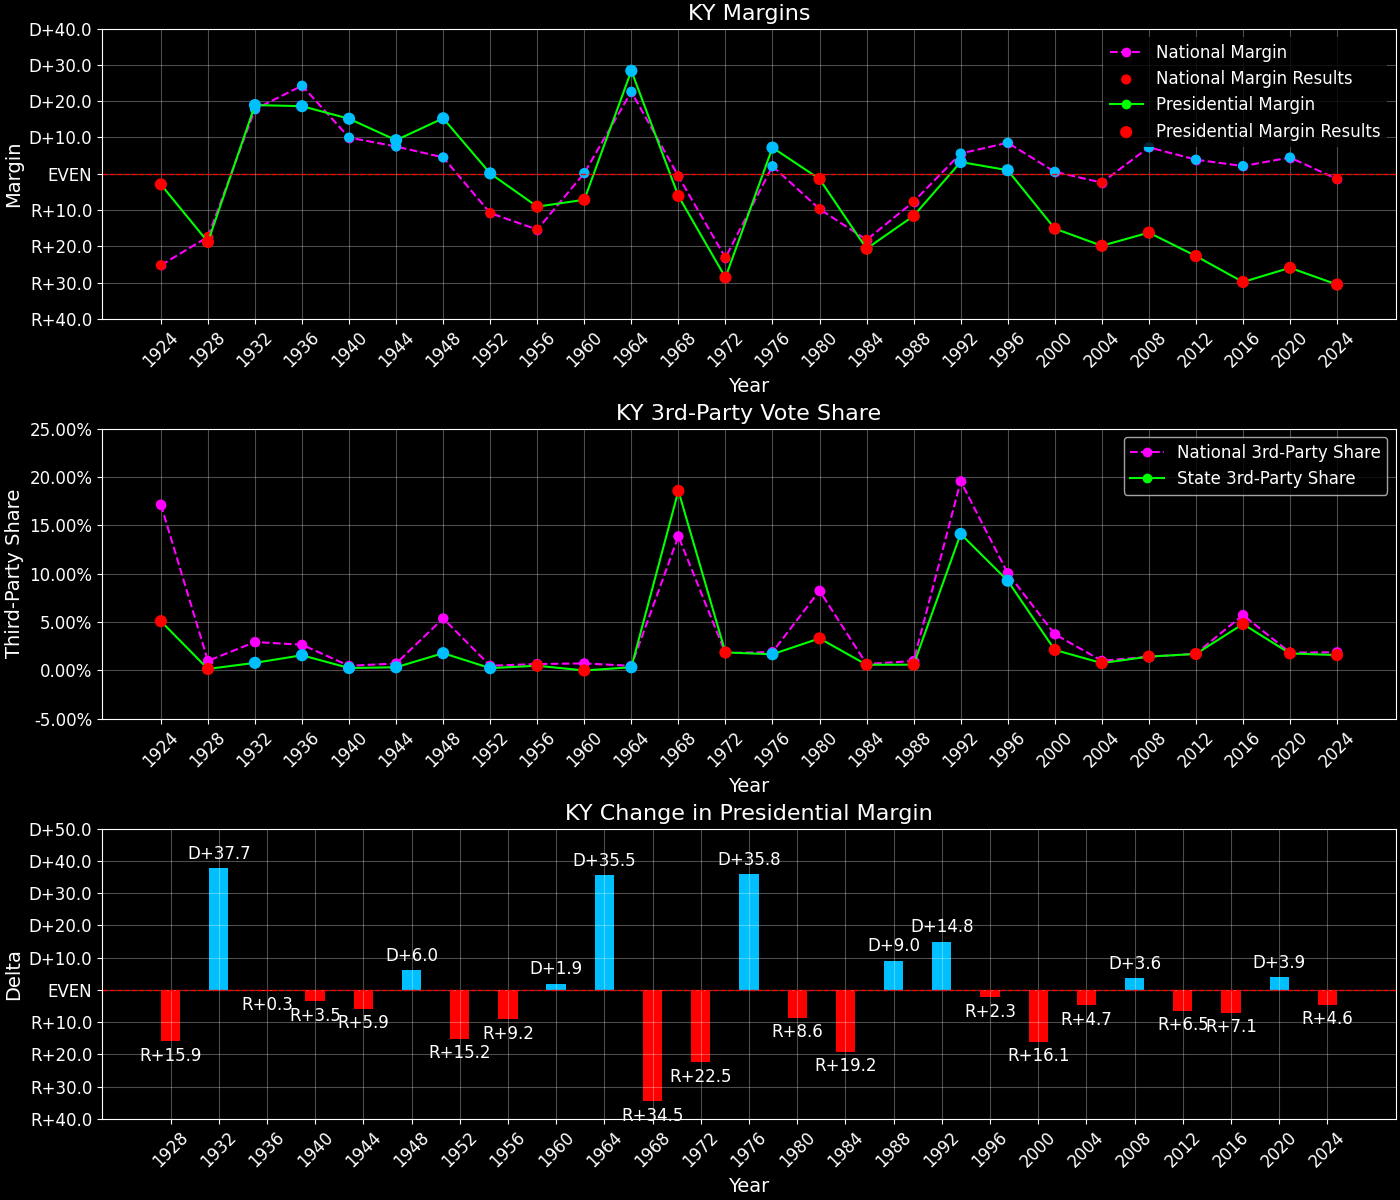 KY Margins
D+40.0
D+30.0
D+20.0
D+10.0
EVEN
R+10.0
R+20.0
R+30.0
R+40.0
Margin
National Margin
National Margin Results
Presidential Margin
Presidential Margin Results
1924 1928 1932 1936 1940 1944 1948 1952 1956 1960 1964 1968 1972 1976 1980 1984 1988 1992 1996 2000 2004 2008 2012 2016 2020 2024
Year
KY 3rd-Party Vote Share
25.00%
20.00%
15.00%
10.00%
5.00%
0.00%
-5.00%
Third-Party Share
National 3rd-Party Share
State 3rd-Party Share
1924 1928 1932 1936 1940 1944 1948 1952 1956 1960 1964 1968 1972 1976 1980 1984 1988 1992 1996 2000 2004 2008 2012 2016 2020 2024
Year
KY Change in Presidential Margin
D+50.0
D+40.0
D+30.0
D+20.0
D+10.0
EVEN
R+10.0
R+20.0
R+30.0
R+40.0
Delta
R+15.9
D+37.7
R+0.3
R+3.5
R+5.9
D+6.0
R+15.2
R+9.2
D+1.9
D+35.5
R+34.5
R+22.5
D+35.8
R+8.6
R+19.2
D+9.0
D+14.8
R+2.3
R+16.1
R+4.7
D+3.6
R+6.5
R+7.1
D+3.9
R+4.6
1928 1932 1936 1940 1944 1948 1952 1956 1960 1964 1968 1972 1976 1980 1984 1988 1992 1996 2000 2004 2008 2012 2016 2020 2024
Year